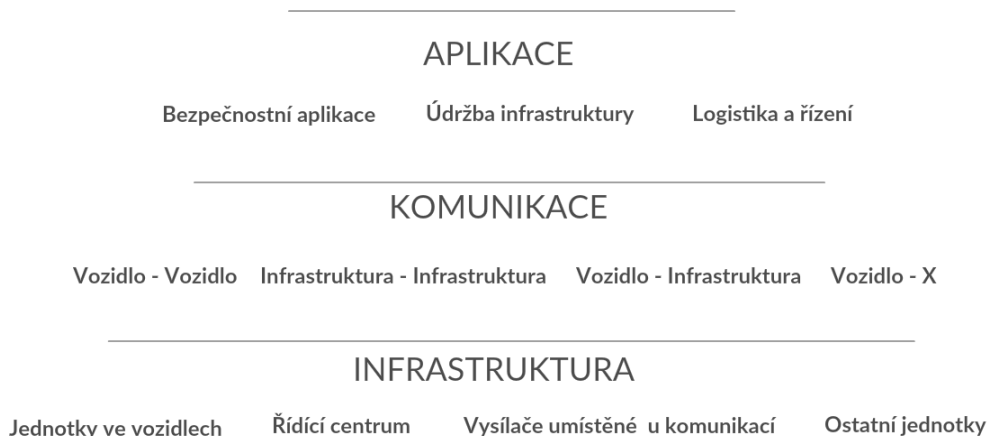 APLIKACE
Bezpečnostní aplikace Údržba infrastruktury Logistika a řízení
KOMUNIKACE
Vozidlo - Vozidlo Infrastruktura - Infrastruktura Vozidlo - Infrastruktura Vozidlo - X
INFRASTRUKTURA
Jednotky ve vozidlech Řídící centrum Vysílače umístěné u komunikací Ostatní jednotky